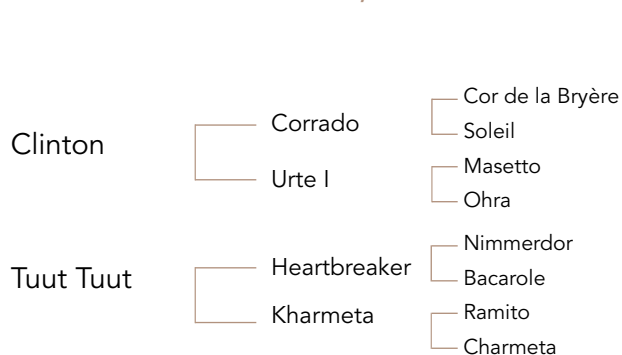 Clinton
Corrado
Cor de la Bryère
Soleil
Urte I
Masetto
Ohra
Tuut Tuut
Heartbreaker
Nimmerdor
Bacarole
Kharmeta
Ramito
Charmeta